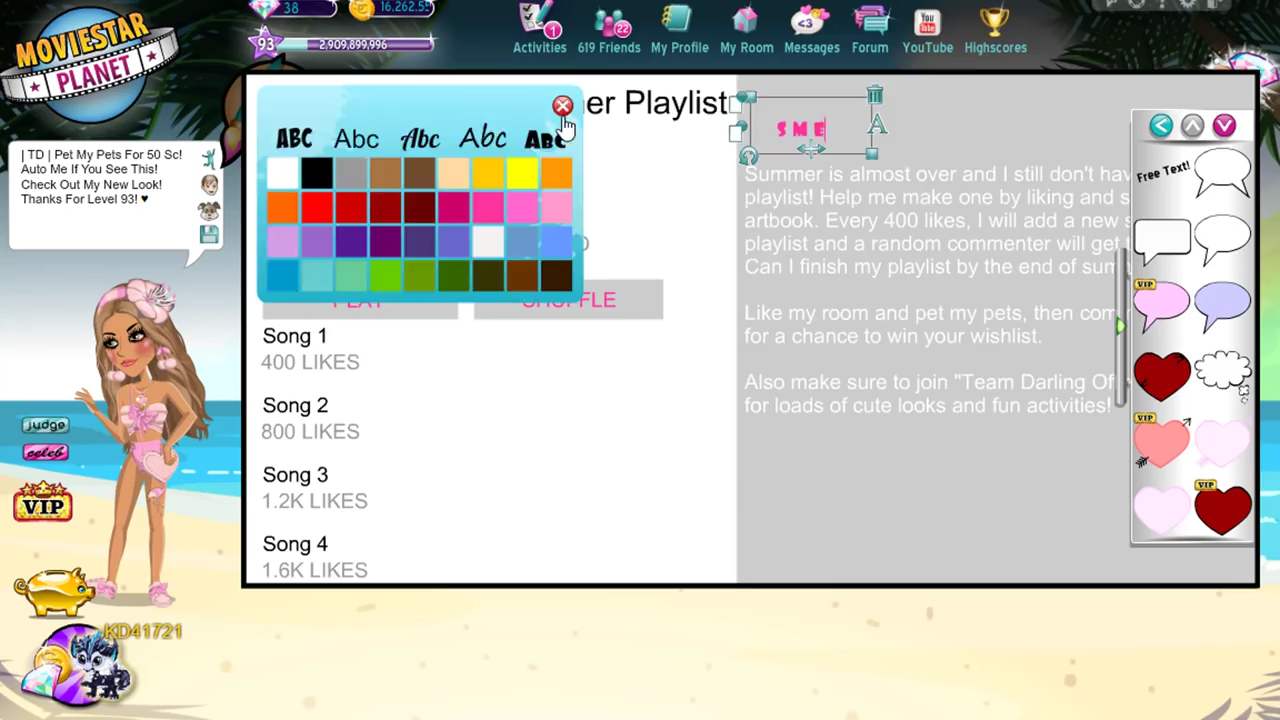 MOVIESTAR
PLANET
38
16.262.55
93
2,909,899,996
1
22
<3
You
Tube
Activities
619 Friends
My Profile
My Room
Messages
Forum
YouTube
Highscores
| TD | Pet My Pets For 50 Sc!
Auto Me If You See This!
Check Out My New Look!
Thanks For Level 93! ♥
judge
celeb
VIP
KD41721
er Playlist
ABC Abc Abc Abc ABC
S M E
A
SHUFFLE
Song 1
400 LIKES
Song 2
800 LIKES
Song 3
1.2K LIKES
Song 4
1.6K LIKES
Summer is almost over and I still don't hav
playlist! Help me make one by liking and s
artbook. Every 400 likes, I will add a new s
playlist and a random commenter will get
Can I finish my playlist by the end of sum
Like my room and pet my pets, then com
for a chance to win your wishlist.
Also make sure to join "Team Darling Of
for loads of cute looks and fun activities!
Free Text!
VIP
VIP
VIP